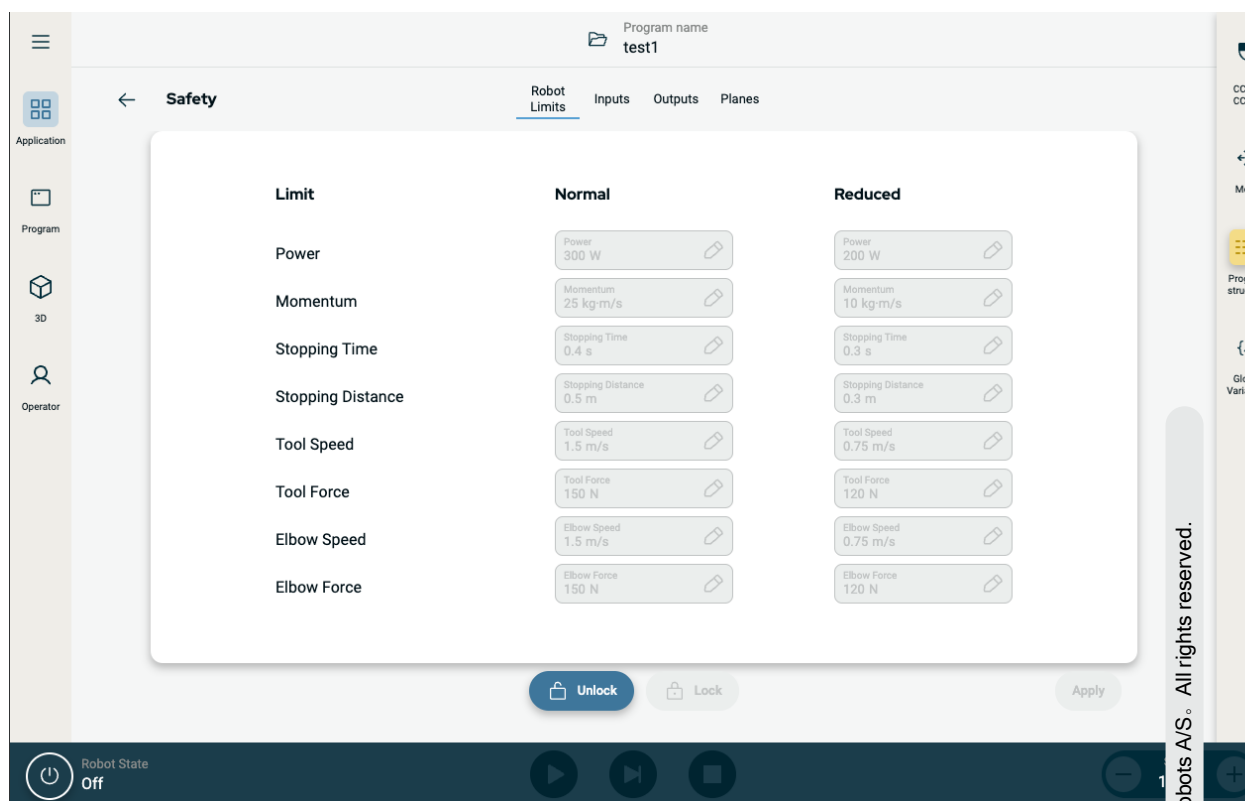 Program name
test1
Safety
Robot
Limits
Inputs
Outputs
Planes
Application
Program
3D
Operator
Limit
Normal
Reduced
Power
Power
300 W
Power
200 W
Momentum
Momentum
25 kg·m/s
Momentum
10 kg·m/s
Stopping Time
Stopping Time
0.4 s
Stopping Time
0.3 s
Stopping Distance
Stopping Distance
0.5 m
Stopping Distance
0.3 m
Tool Speed
Tool Speed
1.5 m/s
Tool Speed
0.75 m/s
Tool Force
Tool Force
150 N
Tool Force
120 N
Elbow Speed
Elbow Speed
1.5 m/s
Elbow Speed
0.75 m/s
Elbow Force
Elbow Force
150 N
Elbow Force
120 N
Unlock
Lock
Apply
Robot State
Off
A/S。 All rights reserved.